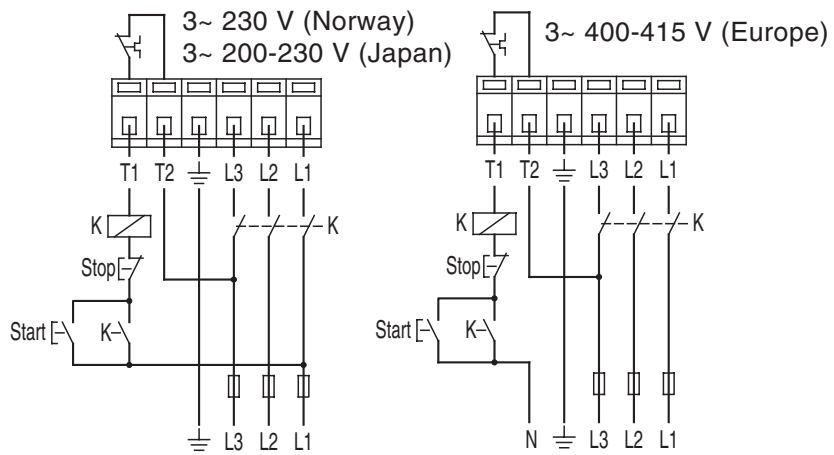 3~ 230 V (Norway)
3~ 200-230 V (Japan)
T1 T2 L3 L2 L1
K
K
Stop
Start
K
L3 L2 L1
3~ 400-415 V (Europe)
T1 T2 L3 L2 L1
K
K
Stop
Start
K
N L3 L2 L1